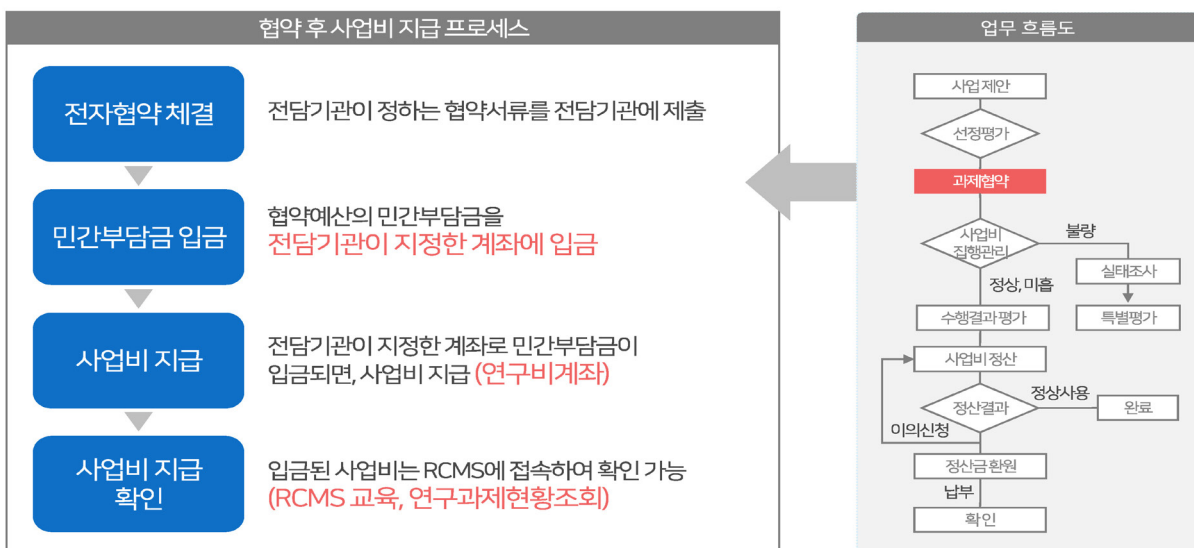 협약 후 사업비 지급 프로세스
전자협약 체결
전담기관이 정하는 협약서류를 전담기관에 제출
민간부담금 입금
협약예산의 민간부담금을
전담기관이 지정한 계좌에 입금
사업비 지급
전담기관이 지정한 계좌로 민간부담금이
입금되면, 사업비 지급 (연구비계좌)
사업비 지급
확인
입금된 사업비는 RCMS에 접속하여 확인 가능
(RCMS 교육, 연구과제현황조회)
업무 흐름도
사업 제안
선정평가
과제협약
사업비
집행관리
불량
실태조사
특별평가
정상, 미흡
수행결과 평가
사업비 정산
정산결과
정상사용
완료
이의신청
정산금 환원
납부
확인